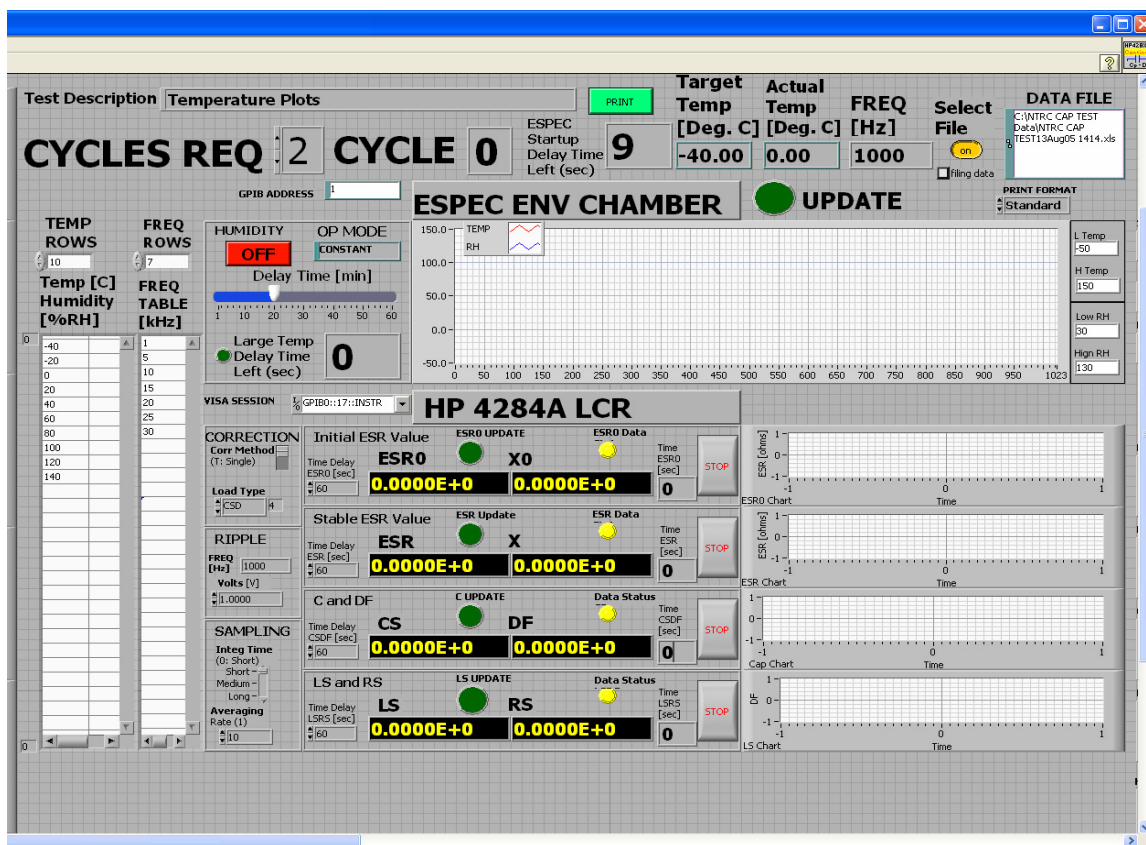 HP4284
Test Description Temperature Plots
PRINT
Target
Temp
[Deg. C]
-40.00
Actual
Temp
[Deg. C]
0.00
FREQ
[Hz]
1000
Select
File
on
filing data
DATA FILE
C:\NTRC CAP TEST
Data\NTRC CAP
TEST13Aug05 1414.xls
CYCLES REQ 2 CYCLE 0
ESPEC
Startup
Delay Time
Left (sec)
9
GPIB ADDRESS 1
ESPEC ENV CHAMBER
UPDATE
PRINT FORMAT
Standard
TEMP
ROWS
10
FREQ
ROWS
7
Temp [C]
Humidity
[%RH]
FREQ
TABLE
[kHz]
0
-40
-20
0
20
40
60
80
100
120
140
1
5
10
15
20
25
30
0
HUMIDITY
OFF
OP MODE
CONSTANT
Delay Time [min]
1 10 20 30 40 50 60
Large Temp
Delay Time
Left (sec)
0
TEMP
RH
150.0
100.0
50.0
0.0
-50.0
0 50 100 150 200 250 300 350 400 450 500 550 600 650 700 750 800 850 900 950 1023
L Temp
-50
H Temp
150
Low RH
30
Hign RH
130
VISA SESSION GPIB0::17::INSTR
HP 4284A LCR
CORRECTION
Corr Method
(T: Single)
Load Type
CSD 4
RIPPLE
FREQ
[Hz] 1000
Volts [V]
1.0000
SAMPLING
Integ Time
(0: Short)
Short
Medium
Long
Averaging
Rate (1)
10
Initial ESR Value
ESR0 UPDATE
ESR0 Data
Time Delay
ESR0 [sec]
60
ESR0
X0
0.0000E+0 0.0000E+0
Time
ESR0
[sec]
0
STOP
ESR [ohms]
1
0
-1
-1 0 1
ESR0 Chart
Time
Stable ESR Value
ESR Update
ESR Data
Time Delay
ESR [sec]
60
ESR
X
0.0000E+0 0.0000E+0
Time
ESR
[sec]
0
STOP
ESR [ohms]
1
0
-1
-1 0 1
ESR Chart
Time
C and DF
C UPDATE
Data Status
Time Delay
CSDF [sec]
60
CS
DF
0.0000E+0 0.0000E+0
Time
CSDF
[sec]
0
STOP
1
0
-1
-1 0 1
Cap Chart
Time
LS and RS
LS UPDATE
Data Status
Time Delay
LSRS [sec]
60
LS
RS
0.0000E+0 0.0000E+0
Time
LSRS
[sec]
0
STOP
DF
1
0
-1
-1 0 1
LS Chart
Time